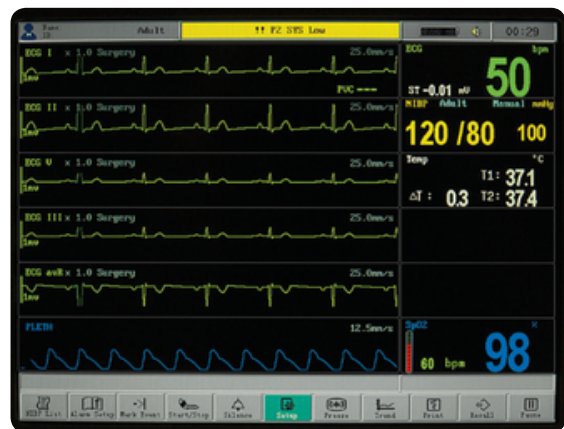 Adult !! P2 SYS Low 00:29
ECG I x 1.0 Surgery 25.0mm/s
PVC ---
ECG bpm
50
ST -0.01 mV
ECG II x 1.0 Surgery 25.0mm/s
1mv
NIBP Adult Manual mmHg
120 /80 100
ECG V x 1.0 Surgery 25.0mm/s
1mv
Temp °C
T1: 37.1
ΔT : 0.3 T2: 37.4
ECG III x 1.0 Surgery 25.0mm/s
1mv
ECG avR x 1.0 Surgery 25.0mm/s
1mv
PLETH 12.5mm/s
SpO2 %
60 bpm 98
NIBP List Alarm Setup Mark Event Start/Stop Silence Setup Freeze Trend Print Recall Pause